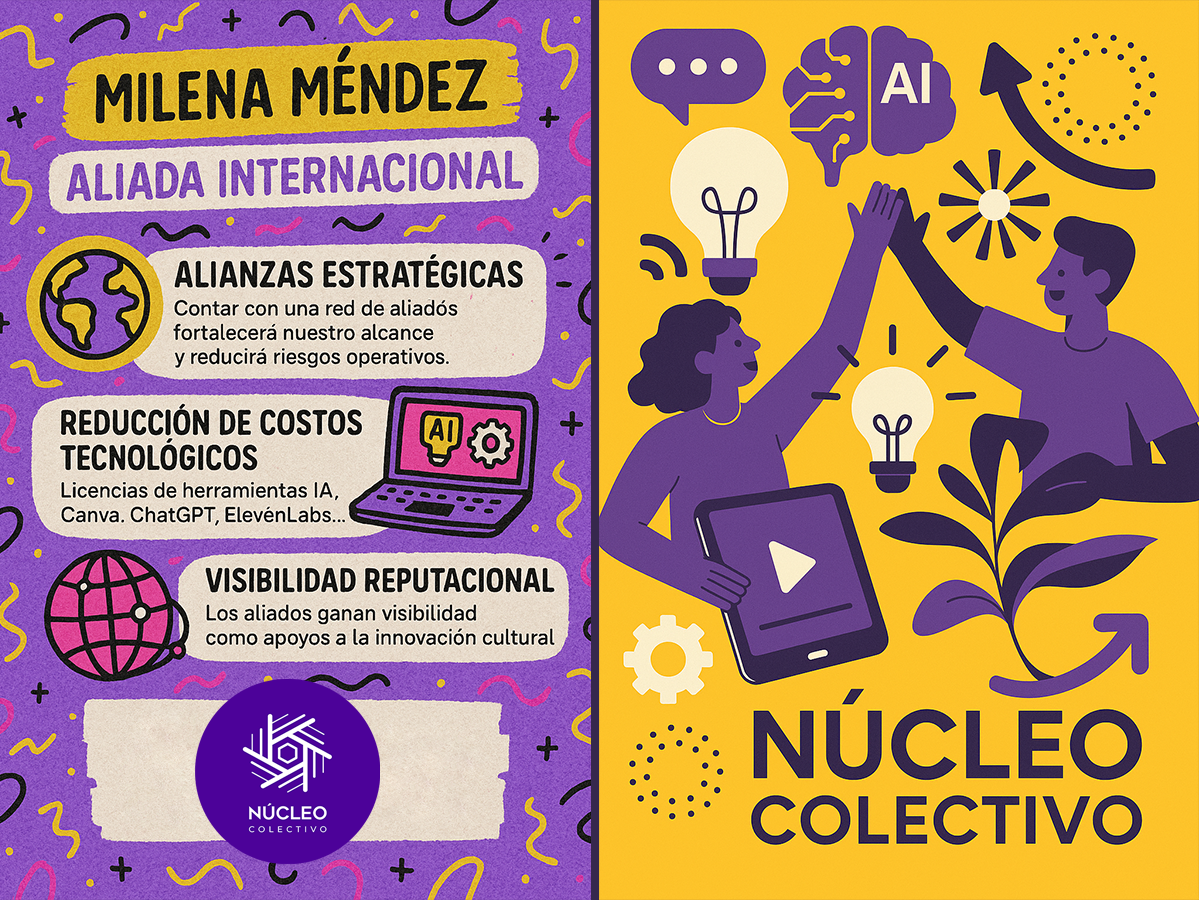 MILENA MÉNDEZ
ALIADA INTERNACIONAL
ALIANZAS ESTRATÉGICAS
Contar con una red de aliadós
fortalecerá nuestro alcance
y reducirá riesgos operativos.
REDUCCIÓN DE COSTOS
TECNOLÓGICOS
Licencias de herramientas IA,
Canva. ChatGPT, ElevénLabs...
AI
VISIBILIDAD REPUTACIONAL
Los aliados ganan visibilidad
como apoyos a la innovación cultural
NÚCLEO
COLECTIVO
AI
NÚCLEO
COLECTIVO